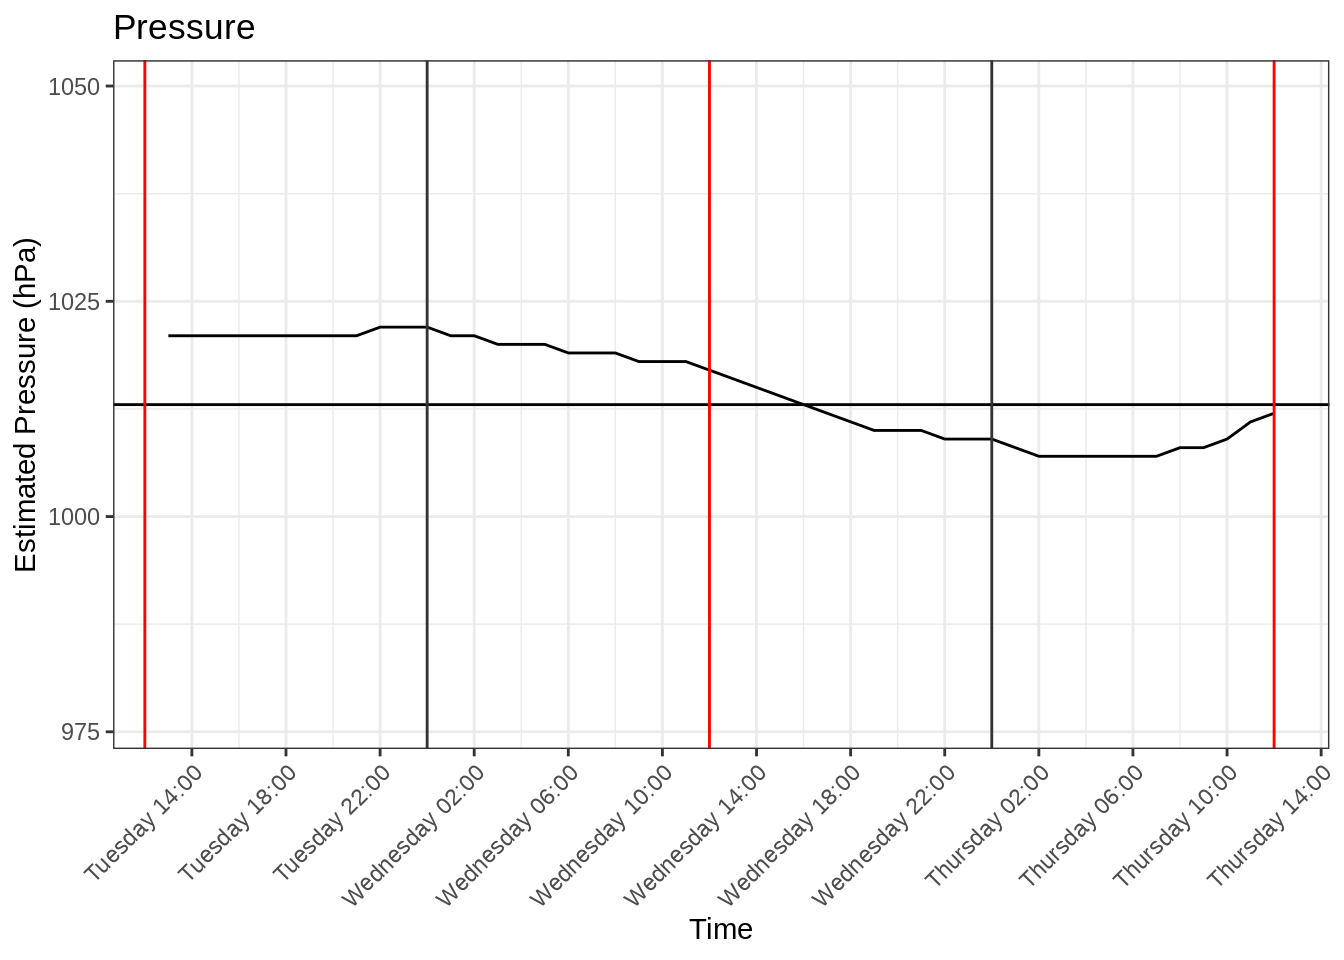 Pressure
Estimated Pressure (hPa)
1050
1025
1000
975
Tuesday 14:00
Tuesday 18:00
Tuesday 22:00
Wednesday 02:00
Wednesday 06:00
Wednesday 10:00
Wednesday 14:00
Wednesday 18:00
Wednesday 22:00
Thursday 02:00
Thursday 06:00
Thursday 10:00
Thursday 14:00
Time